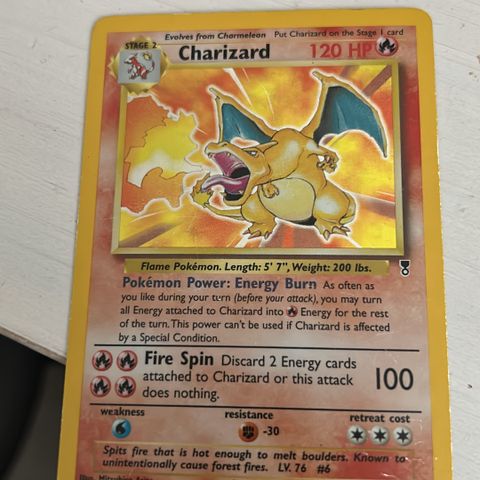 Evolves from Charmeleon Put Charizard on the Stage 1 card
STAGE 2
Charizard 120 HP
Flame Pokémon. Length: 5' 7", Weight: 200 lbs.
Pokémon Power: Energy Burn As often as
you like during your turn (before your attack), you may turn
all Energy attached to Charizard into Energy for the rest
of the turn. This power can't be used if Charizard is affected
by a Special Condition.
Fire Spin Discard 2 Energy cards
attached to Charizard or this attack
does nothing.
100
weakness resistance retreat cost
-30
Spits fire that is hot enough to melt boulders. Known to
unintentionally cause forest fires. LV. 76 #6